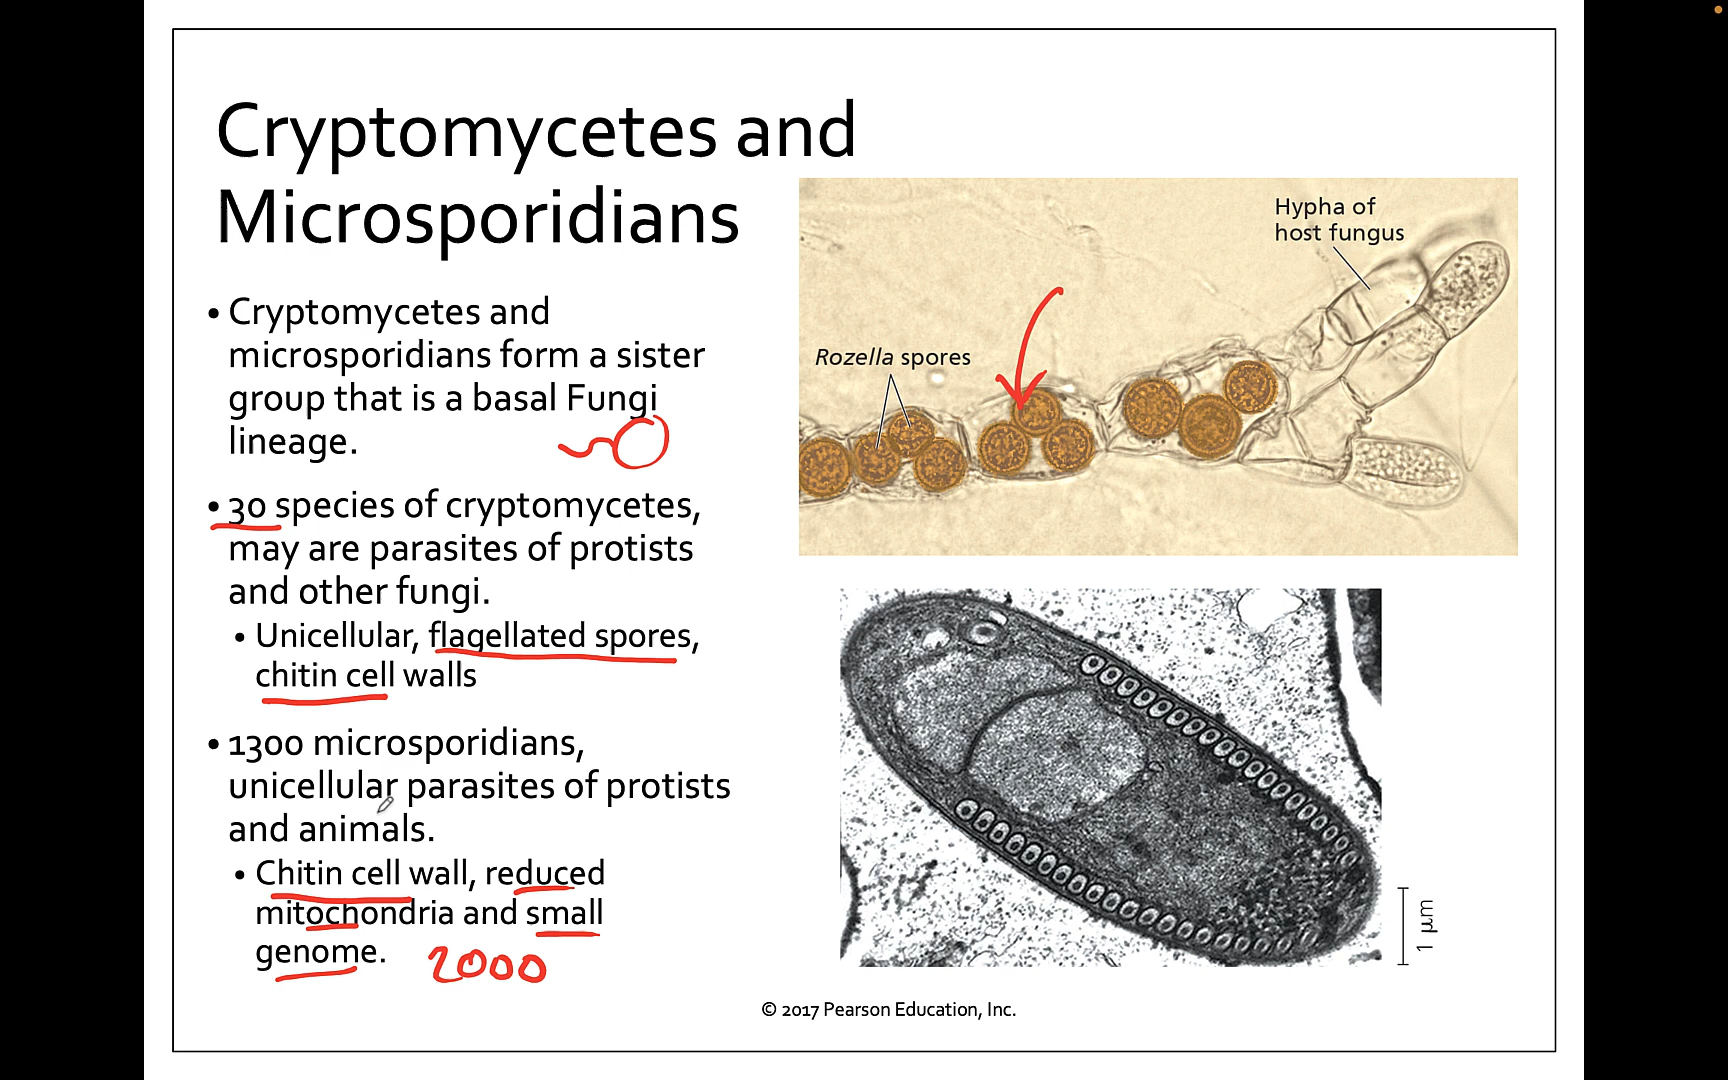 Cryptomycetes and
Microsporidians
• Cryptomycetes and
microsporidians form a sister
group that is a basal Fungi
lineage.
• 30 species of cryptomycetes,
may are parasites of protists
and other fungi.
• Unicellular, flagellated spores,
chitin cell walls
• 1300 microsporidians,
unicellular parasites of protists
and animals.
• Chitin cell wall, reduced
mitochondria and small
genome.
2000
Hypha of
host fungus
Rozella spores
1 µm
© 2017 Pearson Education, Inc.